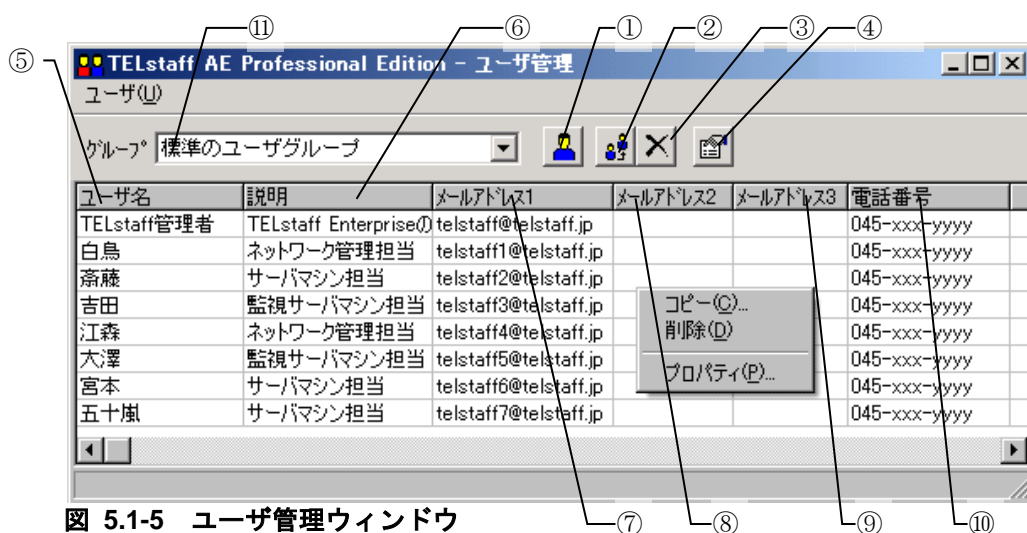 ⑪ ⑥ ① ② ③ ④
⑤
TELstaff AE Professional Edition - ユーザ管理
ユーザ(U)
グループ 標準のユーザグループ
ユーザ名 説明 メールアドレス1 メールアドレス2 メールアドレス3 電話番号
TELstaff管理者 TELstaff Enterpriseの telstaff@telstaff.jp 045-xxx-yyyy
白鳥 ネットワーク管理担当 telstaff1@telstaff.jp 045-xxx-yyyy
斎藤 サーバマシン担当 telstaff2@telstaff.jp 045-xxx-yyyy
吉田 監視サーバマシン担当 telstaff3@telstaff.jp 045-xxx-yyyy
江森 ネットワーク管理担当 telstaff4@telstaff.jp 045-xxx-yyyy
大澤 監視サーバマシン担当 telstaff5@telstaff.jp 045-xxx-yyyy
宮本 サーバマシン担当 telstaff6@telstaff.jp 045-xxx-yyyy
五十嵐 サーバマシン担当 telstaff7@telstaff.jp 045-xxx-yyyy
コピー(C)...
削除(D)
プロパティ(P)...
図 5.1-5 ユーザ管理ウィンドウ
⑦ ⑧ ⑨ ⑩